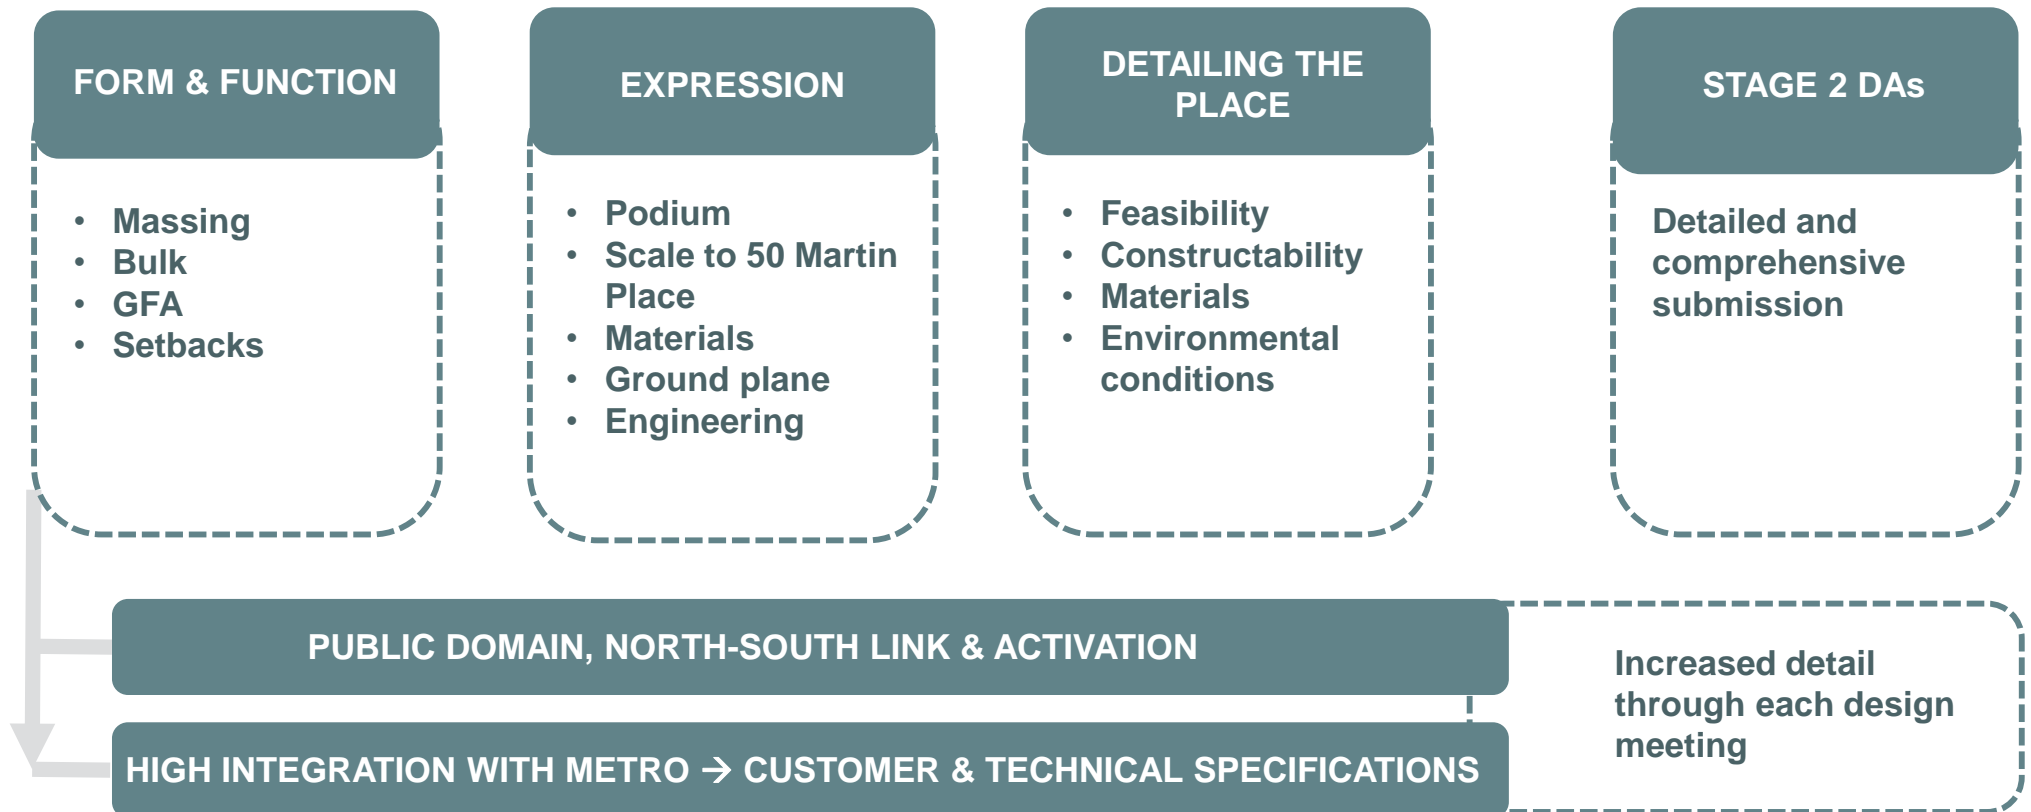 FORM & FUNCTION
• Massing
• Bulk
• GFA
• Setbacks
EXPRESSION
• Podium
• Scale to 50 Martin
Place
• Materials
• Ground plane
• Engineering
DETAILING THE
PLACE
• Feasibility
• Constructability
• Materials
• Environmental
conditions
STAGE 2 DAs
Detailed and
comprehensive
submission
PUBLIC DOMAIN, NORTH-SOUTH LINK & ACTIVATION
HIGH INTEGRATION WITH METRO → CUSTOMER & TECHNICAL SPECIFICATIONS
Increased detail
through each design
meeting